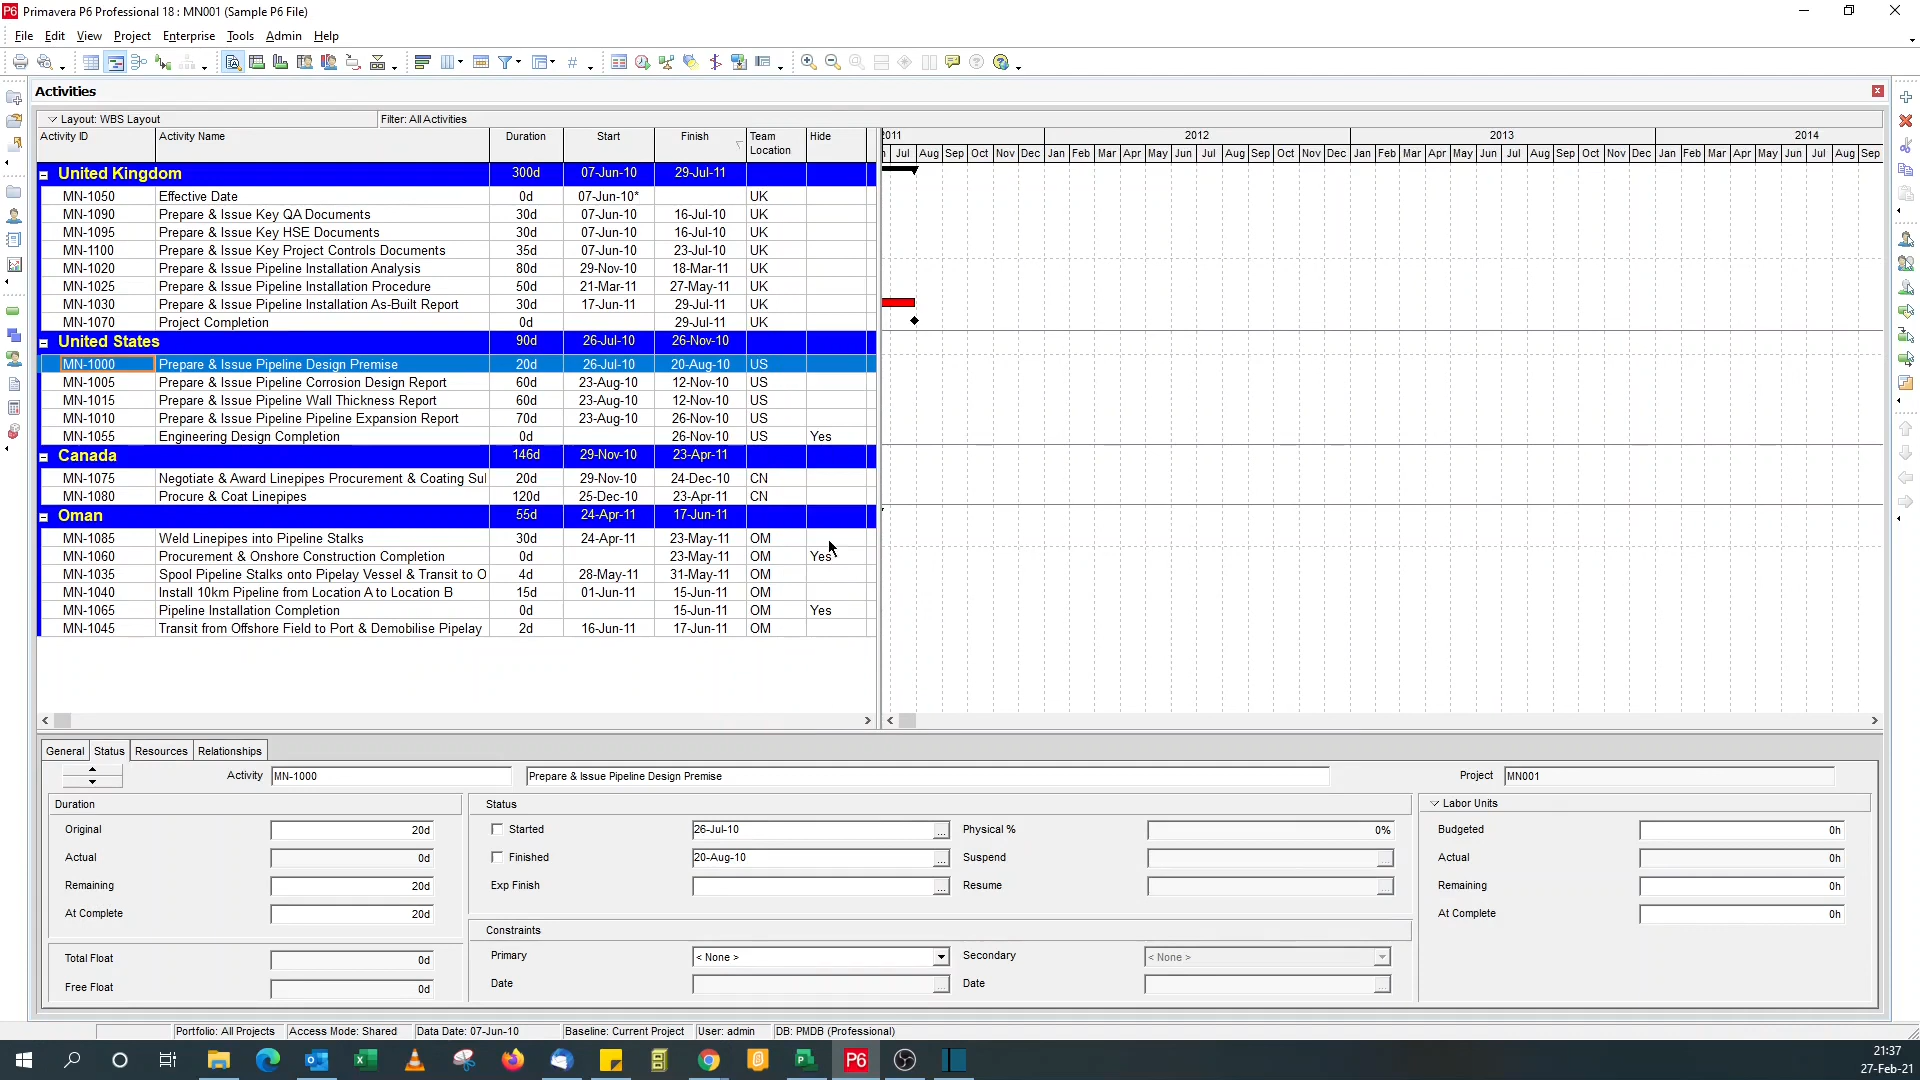 Primavera P6 Professional 18 : MN001 (Sample P6 File)
File Edit View Project Enterprise Tools Admin Help
Activities
Layout: WBS Layout Filter: All Activities
Activity ID Activity Name Duration Start Finish Team Location Hide
2012 2013 2014
Jul Aug Sep Oct Nov Dec Jan Feb Mar Apr May Jun Jul Aug Sep Oct Nov Dec Jan Feb Mar Apr May Jun Jul Aug Sep Oct Nov Dec Jan Feb Mar Apr May Jun Jul Aug Sep
United Kingdom 300d 07-Jun-10 29-Jul-11
MN-1050 Effective Date 0d 07-Jun-10* UK
MN-1090 Prepare & Issue Key QA Documents 30d 07-Jun-10 16-Jul-10 UK
MN-1095 Prepare & Issue Key HSE Documents 30d 07-Jun-10 16-Jul-10 UK
MN-1100 Prepare & Issue Key Project Controls Documents 35d 07-Jun-10 23-Jul-10 UK
MN-1020 Prepare & Issue Pipeline Installation Analysis 80d 29-Nov-10 18-Mar-11 UK
MN-1025 Prepare & Issue Pipeline Installation Procedure 50d 21-Mar-11 27-May-11 UK
MN-1030 Prepare & Issue Pipeline Installation As-Built Report 30d 17-Jun-11 29-Jul-11 UK
MN-1070 Project Completion 0d 29-Jul-11 UK
United States 90d 26-Jul-10 26-Nov-10
MN-1000 Prepare & Issue Pipeline Design Premise 20d 26-Jul-10 20-Aug-10 US
MN-1005 Prepare & Issue Pipeline Corrosion Design Report 60d 23-Aug-10 12-Nov-10 US
MN-1015 Prepare & Issue Pipeline Wall Thickness Report 60d 23-Aug-10 12-Nov-10 US
MN-1010 Prepare & Issue Pipeline Pipeline Expansion Report 70d 23-Aug-10 26-Nov-10 US
MN-1055 Engineering Design Completion 0d 26-Nov-10 US Yes
Canada 146d 29-Nov-10 23-Apr-11
MN-1075 Negotiate & Award Linepipes Procurement & Coating Sul 20d 29-Nov-10 24-Dec-10 CN
MN-1080 Procure & Coat Linepipes 120d 25-Dec-10 23-Apr-11 CN
Oman 55d 24-Apr-11 17-Jun-11
MN-1085 Weld Linepipes into Pipeline Stalks 30d 24-Apr-11 23-May-11 OM
MN-1060 Procurement & Onshore Construction Completion 0d 23-May-11 OM Yes
MN-1035 Spool Pipeline Stalks onto Pipelay Vessel & Transit to O 4d 28-May-11 31-May-11 OM
MN-1040 Install 10km Pipeline from Location A to Location B 15d 01-Jun-11 15-Jun-11 OM
MN-1065 Pipeline Installation Completion 0d 15-Jun-11 OM Yes
MN-1045 Transit from Offshore Field to Port & Demobilise Pipelay 2d 16-Jun-11 17-Jun-11 OM
General Status Resources Relationships
Activity MN-1000 Prepare & Issue Pipeline Design Premise Project MN001
Duration Status Labor Units
Original 20d Started 26-Jul-10 ... Physical % 0% Budgeted 0h
Actual 0d Finished 20-Aug-10 ... Suspend ... Actual 0h
Remaining 20d Exp Finish ... Resume ... Remaining 0h
At Complete 20d At Complete 0h
Constraints
Total Float 0d Primary < None > Secondary < None >
Free Float 0d Date ... Date ...
Portfolio: All Projects Access Mode: Shared Data Date: 07-Jun-10 Baseline: Current Project User: admin DB: PMDB (Professional)
P6
21:37
27-Feb-21